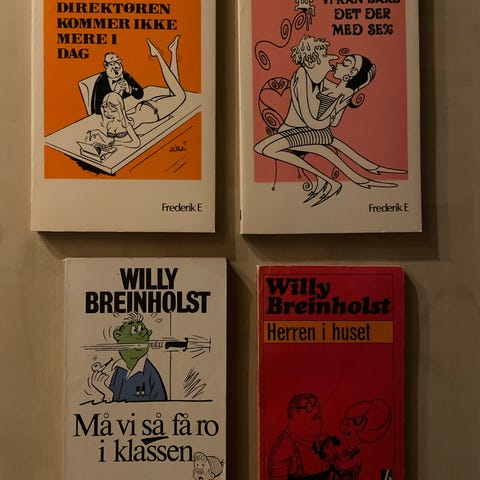 DIREKTØREN
KOMMER IKKE
MERE I
DAG
Frederik E
VI KAN BARE
DET DER
MED SEX
Frederik E
WILLY
BREINHOLST
Må vi så få ro
i klassen
Willy
Breinholst
Herren i huset